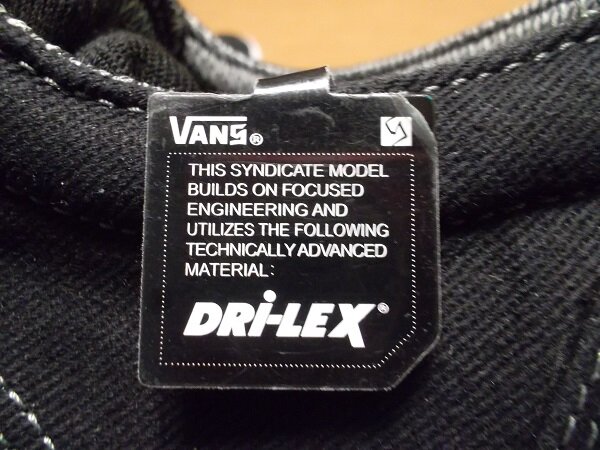 VANS®
THIS SYNDICATE MODEL
BUILDS ON FOCUSED
ENGINEERING AND
UTILIZES THE FOLLOWING
TECHNICALLY ADVANCED
MATERIAL:
DRI-LEX®